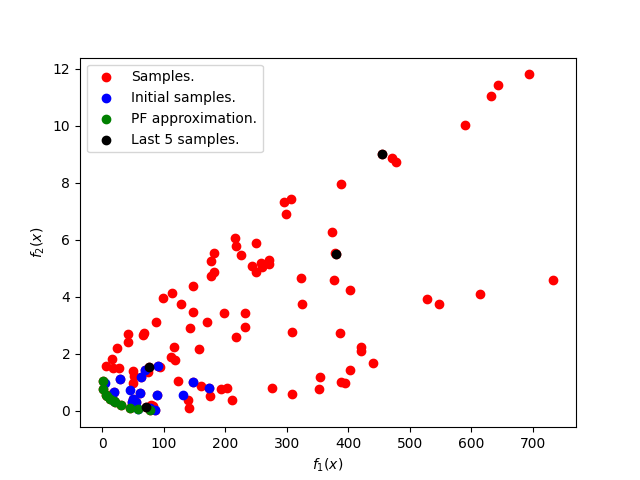 12
10
8
6
4
2
0
f₂(x)
Samples.
Initial samples.
PF approximation.
Last 5 samples.
0 100 200 300 400 500 600 700
f₁(x)